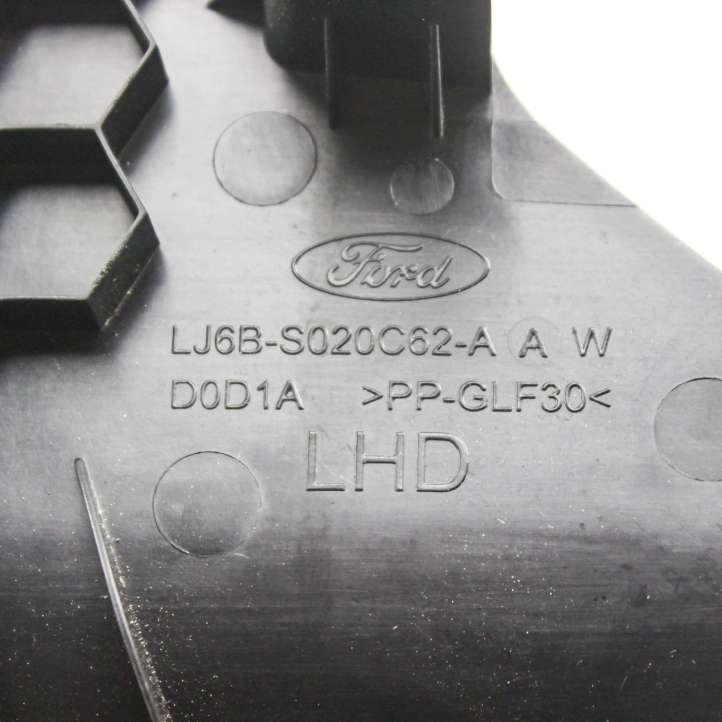 Ford
LJ6B-S020C62-A A W
D0D1A >PP-GLF30<
LHD